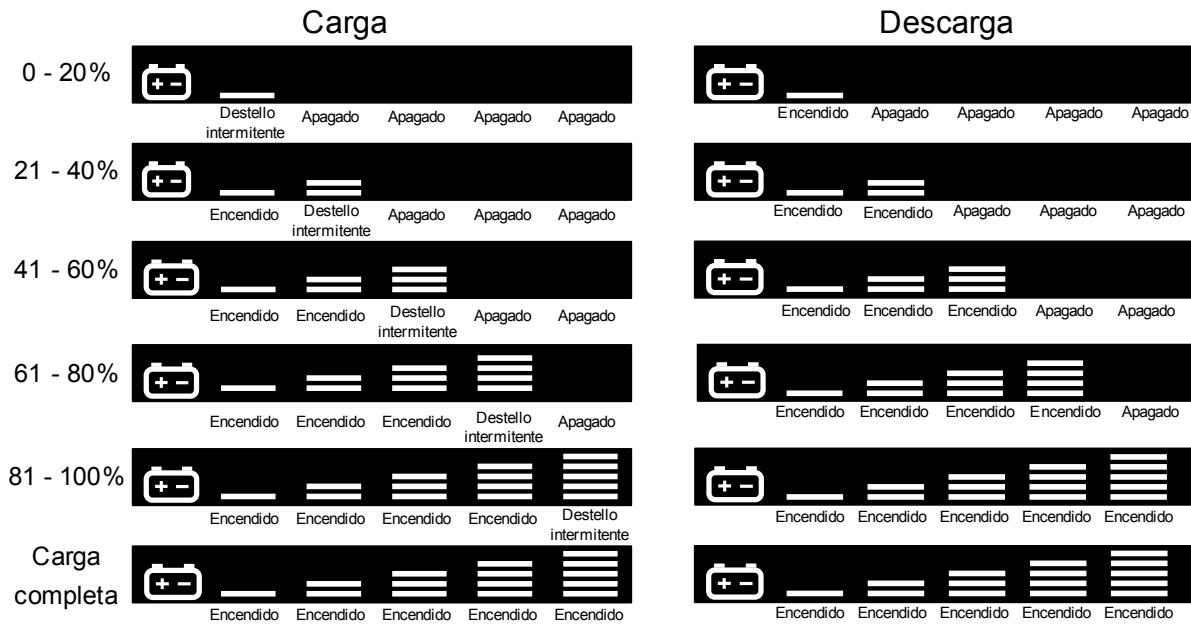 Carga Descarga
0 - 20%
Destello intermitente Apagado Apagado Apagado Apagado
Encendido Apagado Apagado Apagado Apagado
21 - 40%
Encendido Destello intermitente Apagado Apagado Apagado
Encendido Encendido Apagado Apagado Apagado
41 - 60%
Encendido Encendido Destello intermitente Apagado Apagado
Encendido Encendido Encendido Apagado Apagado
61 - 80%
Encendido Encendido Encendido Destello intermitente Apagado
Encendido Encendido Encendido Encendido Apagado
81 - 100%
Encendido Encendido Encendido Encendido Destello intermitente
Encendido Encendido Encendido Encendido Encendido
Carga
completa
Encendido Encendido Encendido Encendido Encendido
Encendido Encendido Encendido Encendido Encendido